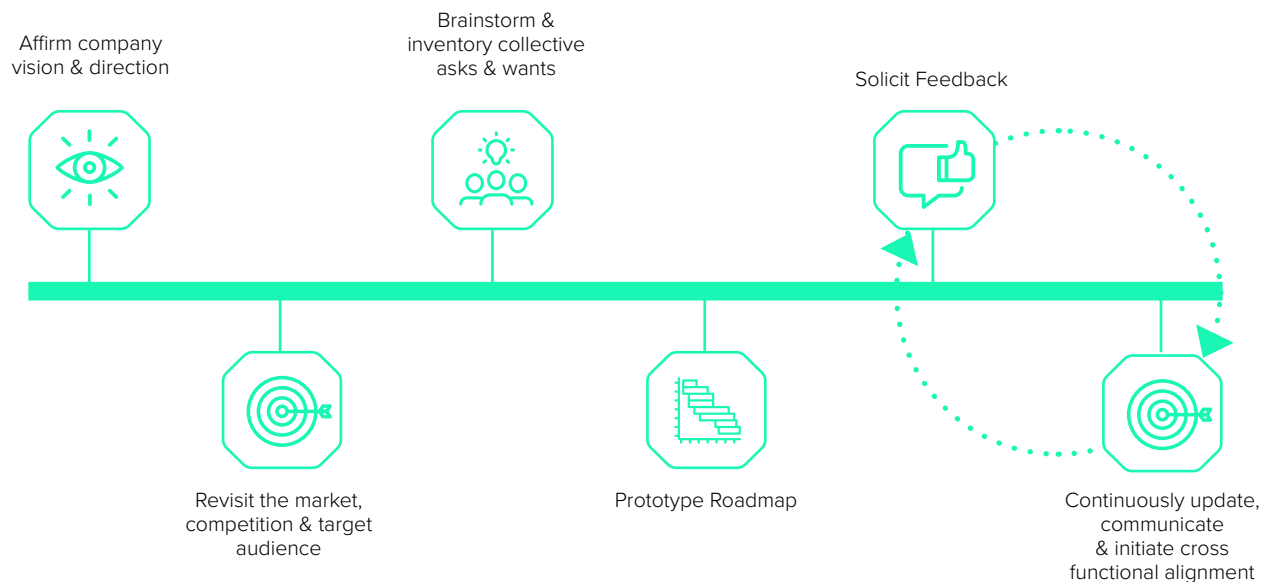 Affirm company
vision & direction
Revisit the market,
competition & target
audience
Brainstorm &
inventory collective
asks & wants
Prototype Roadmap
Solicit Feedback
Continuously update,
communicate
& initiate cross
functional alignment